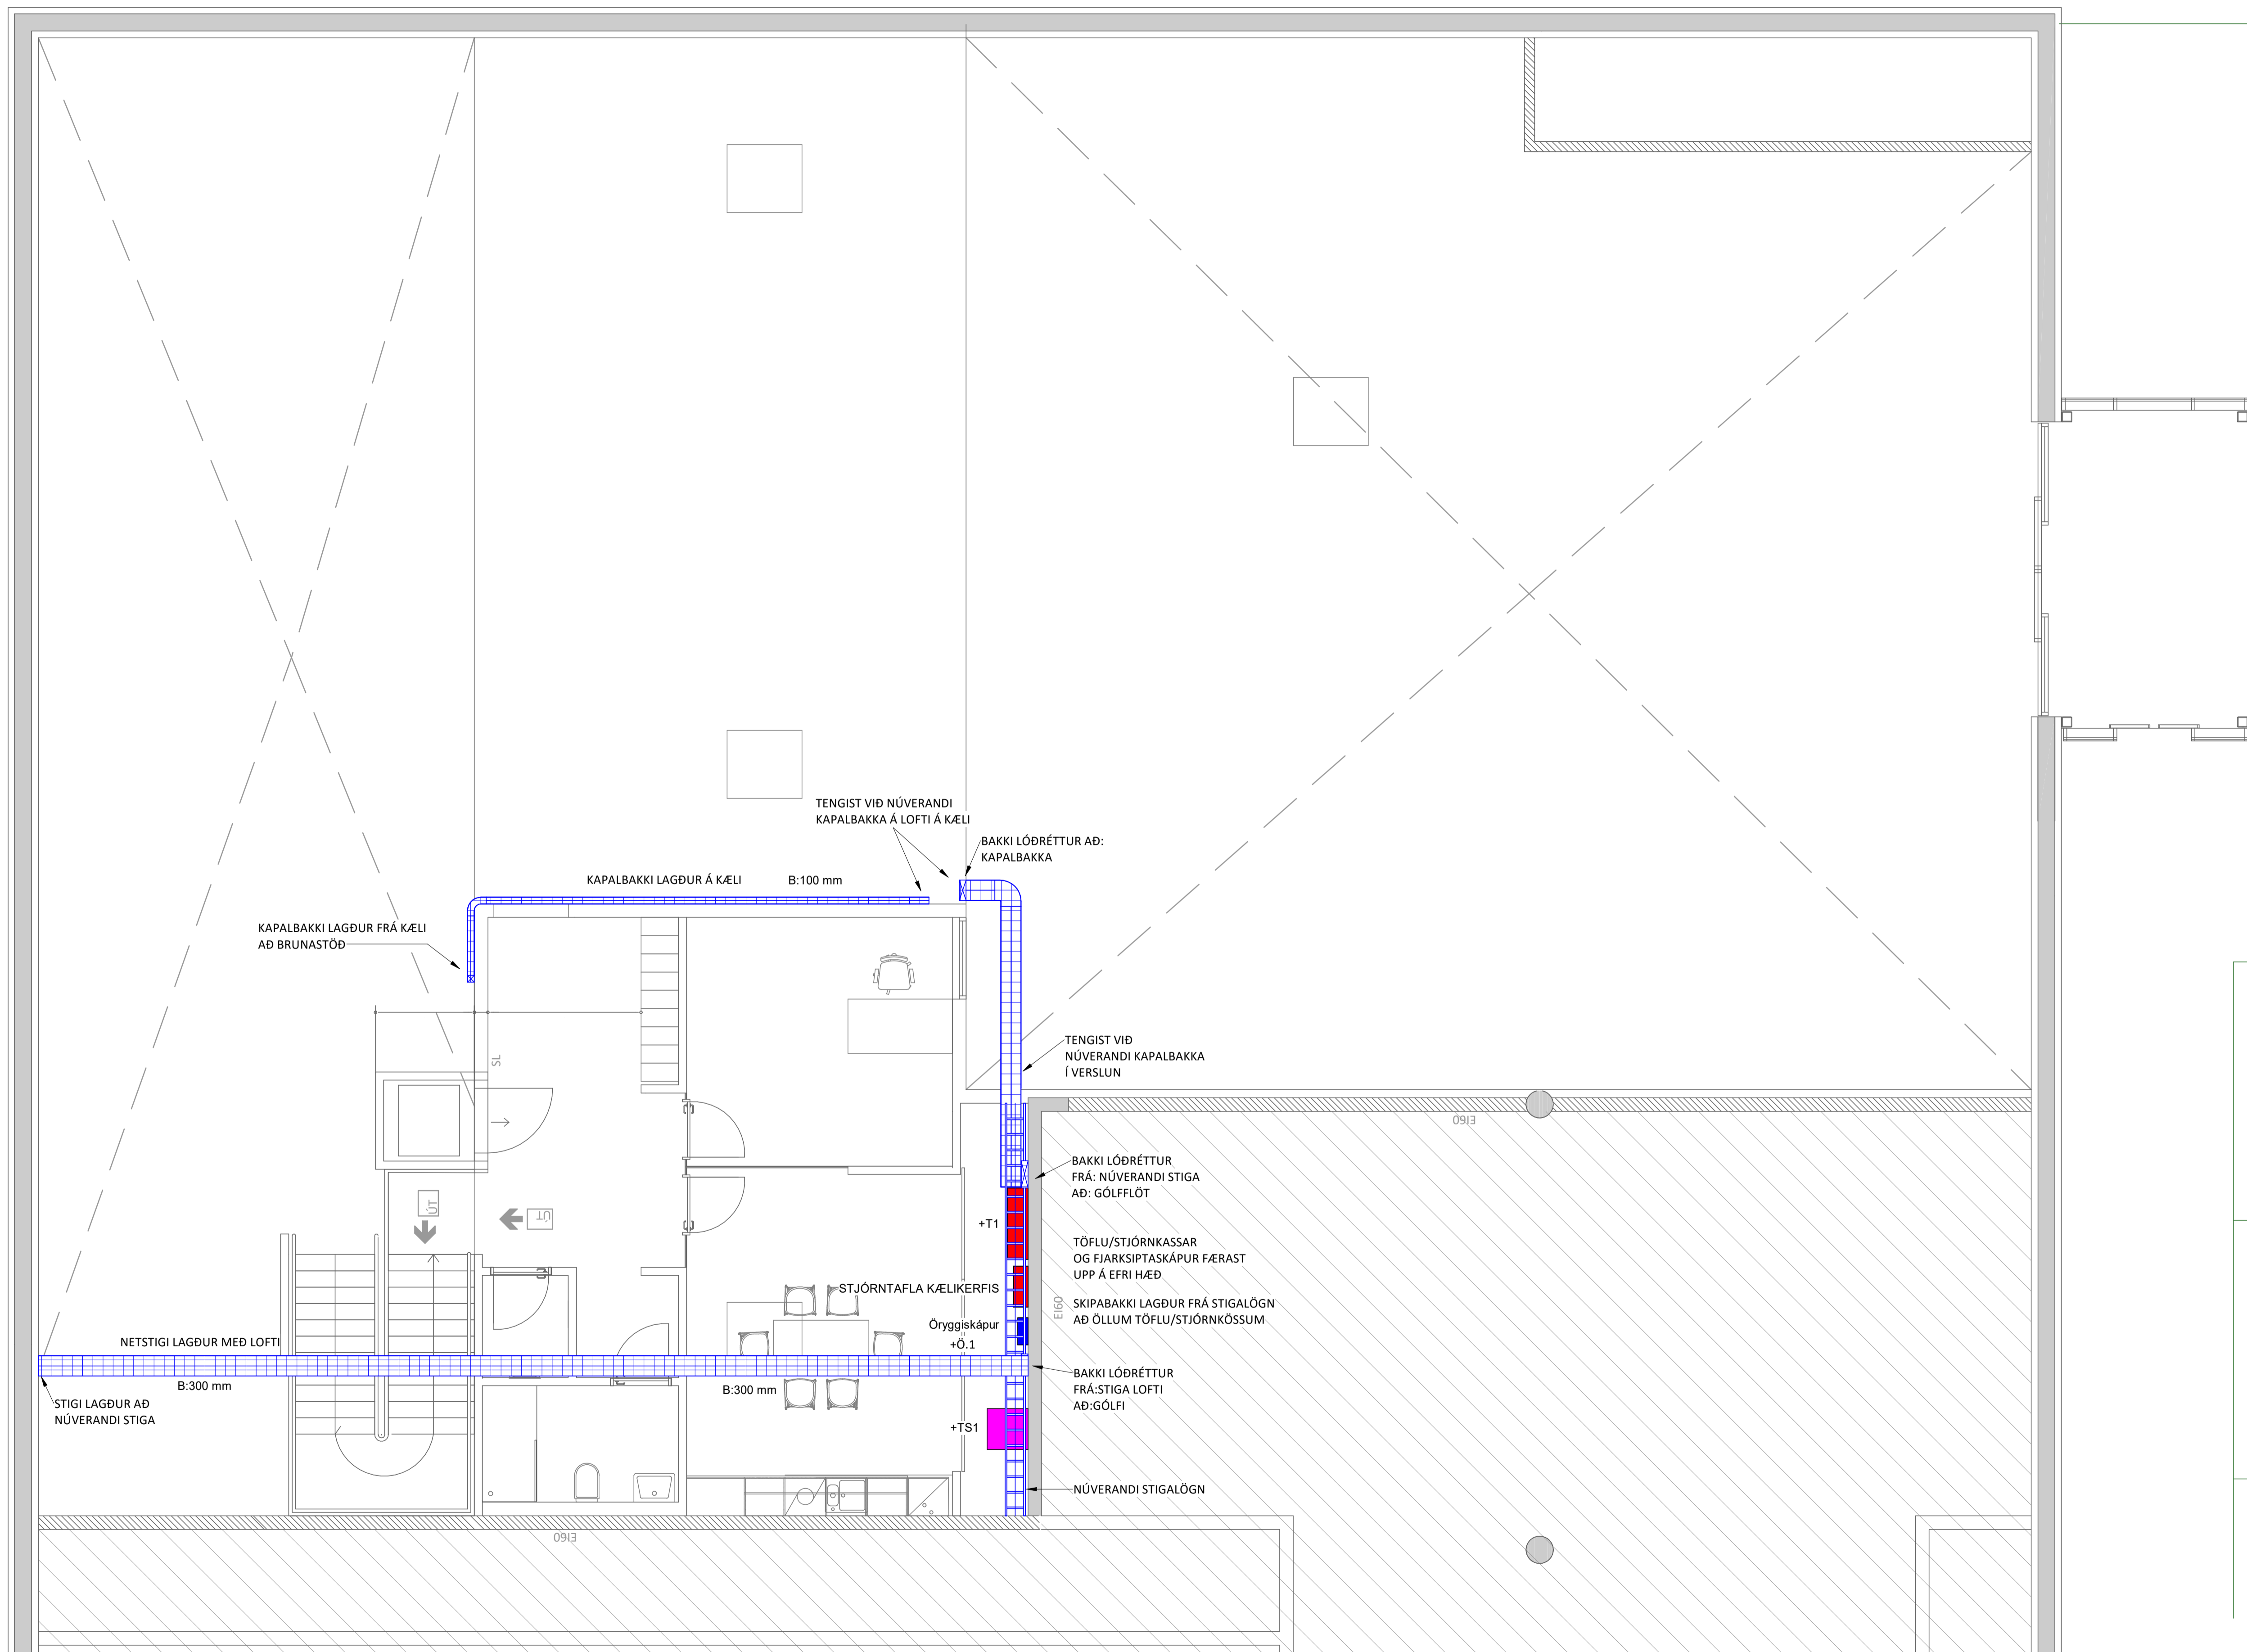 TENGIST VIÐ NÚVERANDI
KAPALBAKKA Á LOFTI Á KÆLI
BAKKI LÓÐRÉTTUR AÐ:
KAPALBAKKA
KAPALBAKKI LAGÐUR Á KÆLI
B:100 mm
KAPALBAKKI LAGÐUR FRÁ KÆLI
AÐ BRUNASTÖÐ
SL
TENGIST VIÐ
NÚVERANDI KAPALBAKKA
Í VERSLUN
EI60
BAKKI LÓÐRÉTTUR
FRÁ: NÚVERANDI STIGA
AÐ: GÓLFFLÖT
ÚT
ÚT
+T1
TÖFLU/STJÓRNKASSAR
OG FJARKSIPTASKÁPUR FÆRAST
UPP Á EFRI HÆÐ
STJÓRNTAFLA KÆLIKERFIS
EI60
SKIPABAKKI LAGÐUR FRÁ STIGALÖGN
AÐ ÖLLUM TÖFLU/STJÓRNKÖSSUM
Öryggiskápur
+Ö.1
NETSTIGI LAGÐUR MEÐ LOFTI
B:300 mm
B:300 mm
BAKKI LÓÐRÉTTUR
FRÁ:STIGA LOFTI
AÐ:GÓLFI
STIGI LAGÐUR AÐ
NÚVERANDI STIGA
+TS1
NÚVERANDI STIGALÖGN
EI60